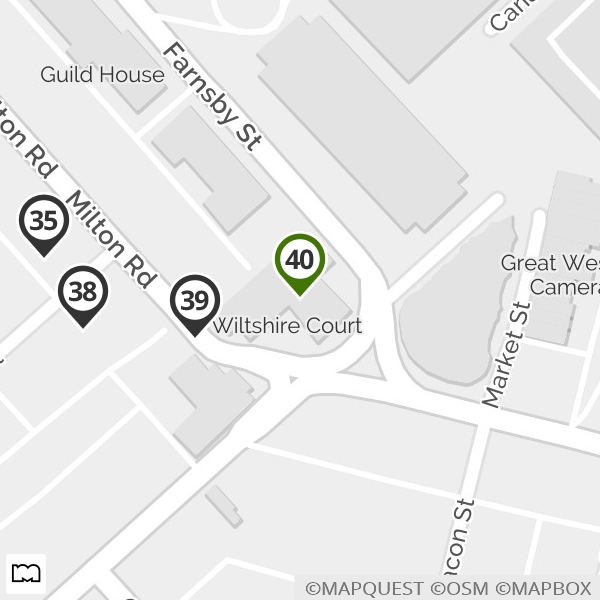 Guild House
Farnsby St
Milton Rd
35
38
39
40
Wiltshire Court
Market St
©MAPQUEST ©OSM ©MAPBOX